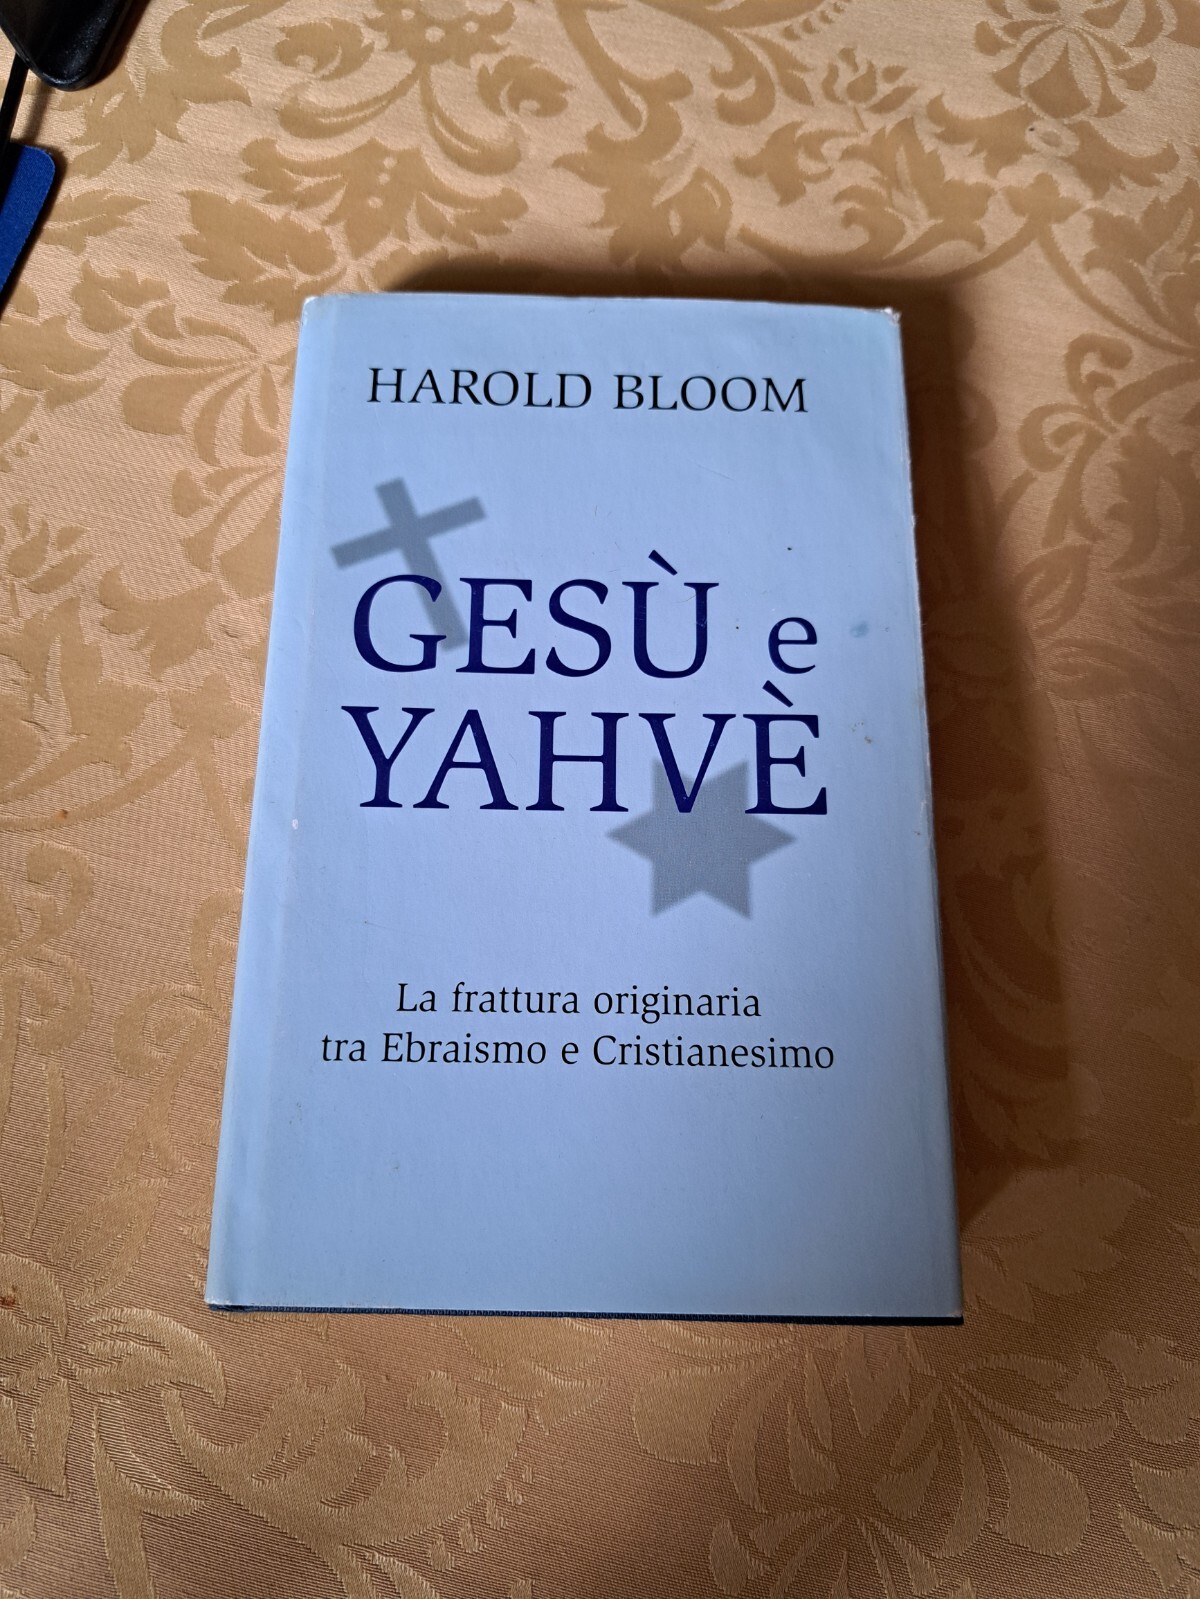 HAROLD BLOOM
GESÙ e
YAHVÈ
La frattura originaria
tra Ebraismo e Cristianesimo